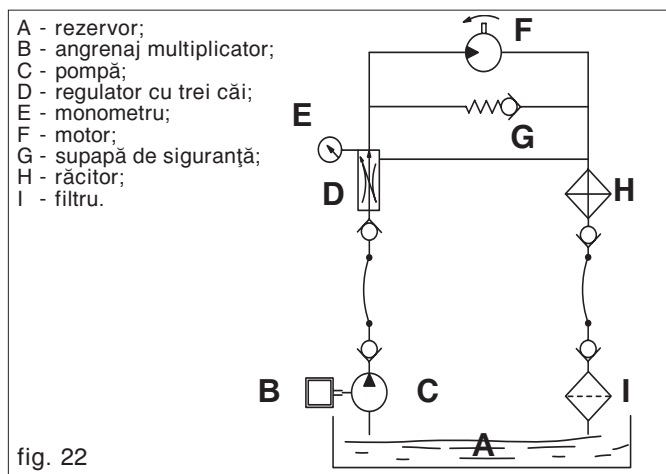 A - rezervor;
B - angrenaj multiplicator;
C - pompă;
D - regulator cu trei căi;
E - monometru;
F - motor;
G - supapă de siguranţă;
H - răcitor;
I - filtru.
F
E
G
D
H
B
C
I
A
fig. 22